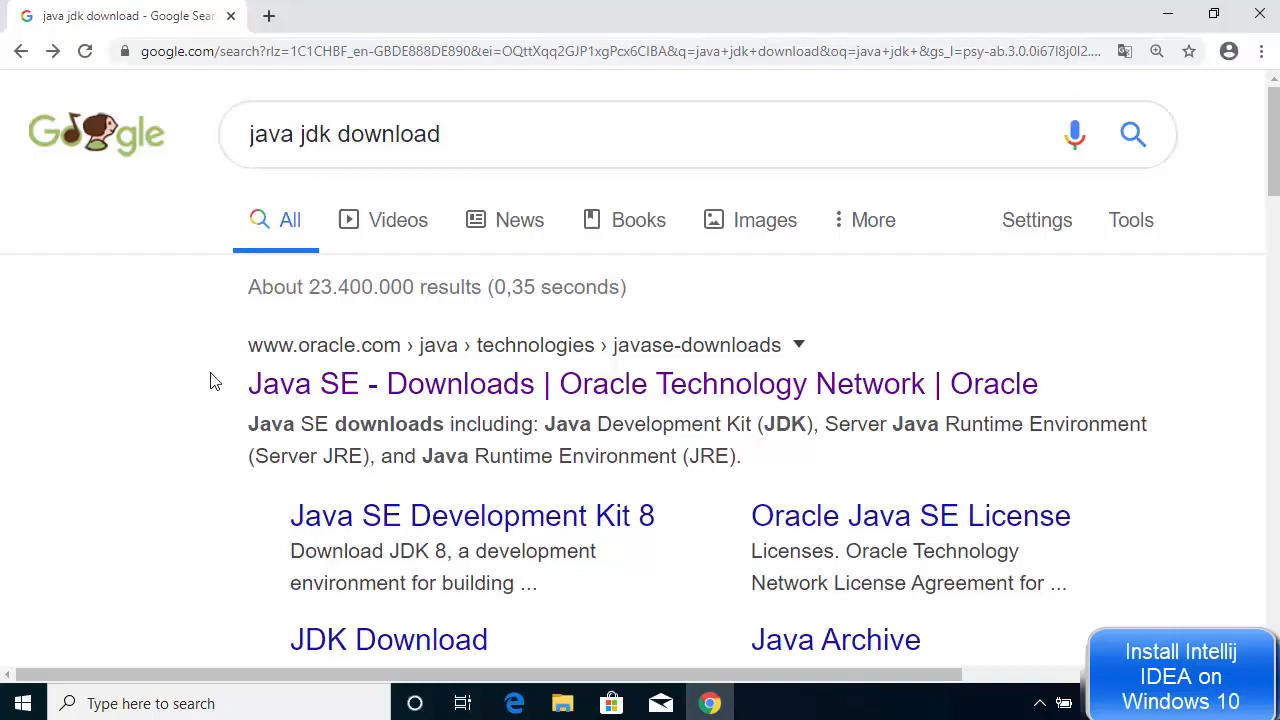 java jdk download - Google Sear
google.com/search?rlz=1C1CHBF_en-GBDE888DE890&ei=OQttXqq2GJP1xgPcx6CIBA&q=java+jdk+download&oq=java+jdk+&gs_l=psy-ab.3.0.0i67l8j0l2....
Google
java jdk download
All Videos News Books Images More Settings Tools
About 23.400.000 results (0,35 seconds)
www.oracle.com › java › technologies › javase-downloads
Java SE - Downloads | Oracle Technology Network | Oracle
Java SE downloads including: Java Development Kit (JDK), Server Java Runtime Environment
(Server JRE), and Java Runtime Environment (JRE).
Java SE Development Kit 8
Download JDK 8, a development
environment for building ...
Oracle Java SE License
Licenses. Oracle Technology
Network License Agreement for ...
JDK Download
Java Archive
Install Intellij
IDEA on
Windows 10
Type here to search